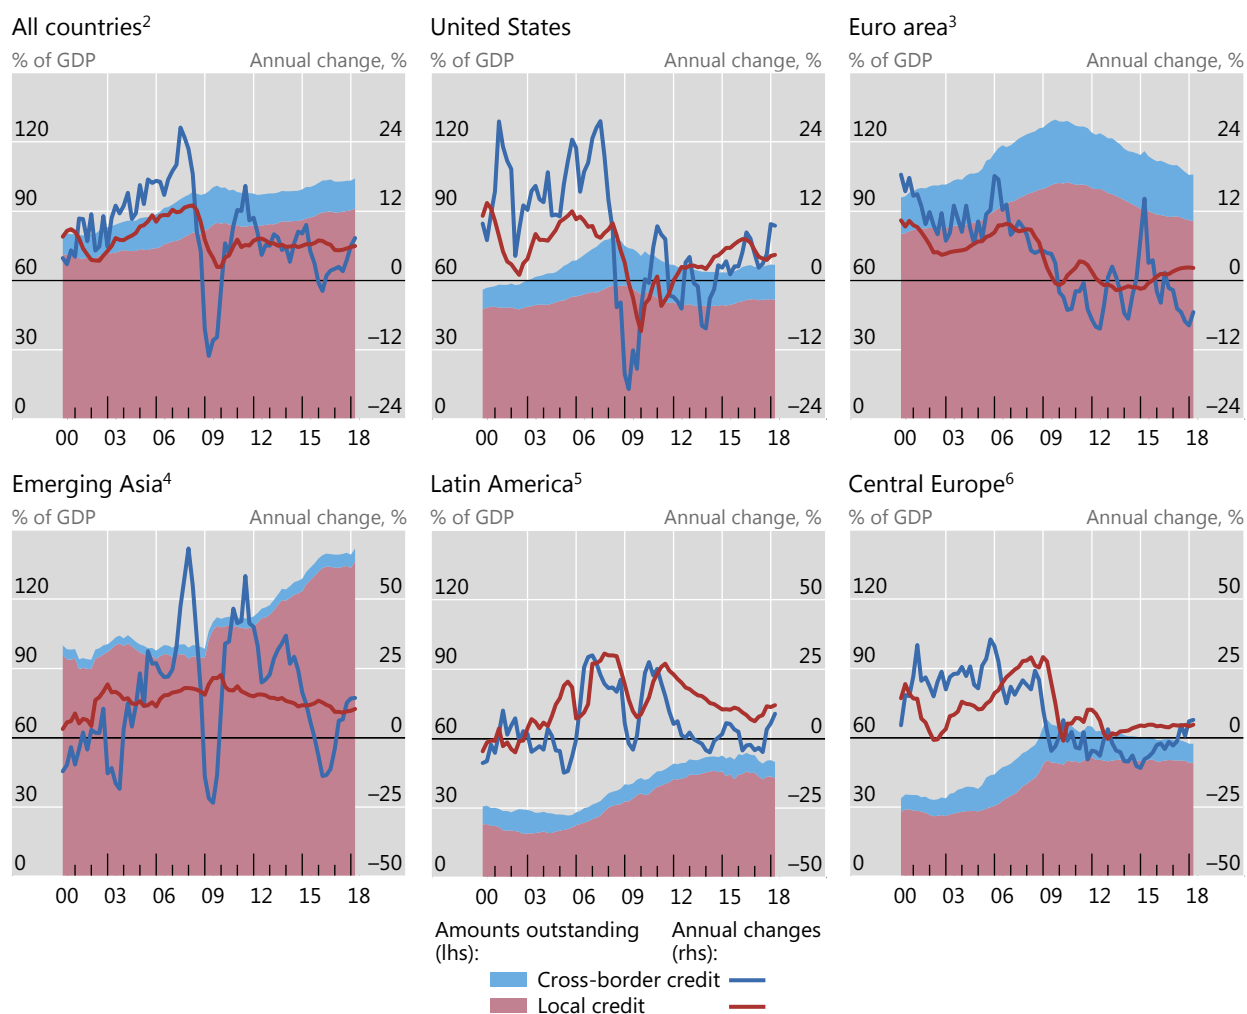 All countries2 United States Euro area3
% of GDP Annual change, % % of GDP Annual change, % % of GDP Annual change, %
120 24 120 24 120 24
90 12 90 12 90 12
60 0 60 0 60 0
30 –12 30 –12 30 –12
0 –24 0 –24 0 –24
00 03 06 09 12 15 18 00 03 06 09 12 15 18 00 03 06 09 12 15 18
Emerging Asia4 Latin America5 Central Europe6
% of GDP Annual change, % % of GDP Annual change, % % of GDP Annual change, %
120 50 120 50 120 50
90 25 90 25 90 25
60 0 60 0 60 0
30 –25 30 –25 30 –25
0 –50 0 –50 0 –50
00 03 06 09 12 15 18 00 03 06 09 12 15 18 00 03 06 09 12 15 18
Amounts outstanding Annual changes
(lhs): (rhs):
Cross-border credit
Local credit